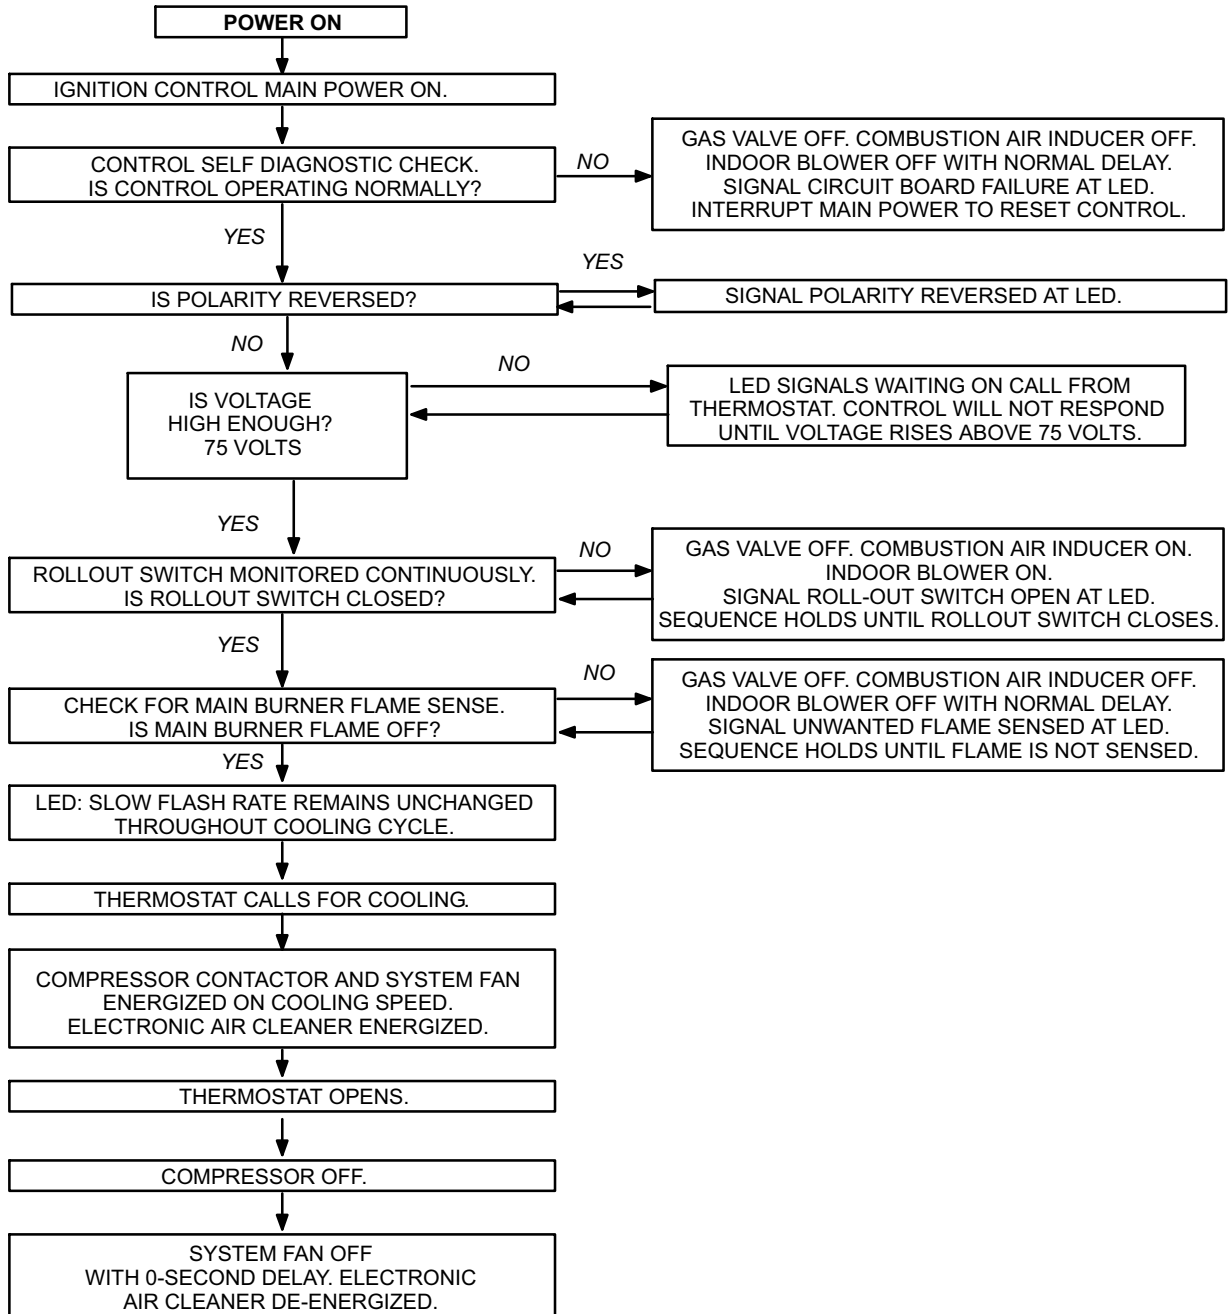 POWER ON
IGNITION CONTROL MAIN POWER ON.
CONTROL SELF DIAGNOSTIC CHECK.
IS CONTROL OPERATING NORMALLY?
NO
GAS VALVE OFF. COMBUSTION AIR INDUCER OFF.
INDOOR BLOWER OFF WITH NORMAL DELAY.
SIGNAL CIRCUIT BOARD FAILURE AT LED.
INTERRUPT MAIN POWER TO RESET CONTROL.
YES
IS POLARITY REVERSED?
YES
SIGNAL POLARITY REVERSED AT LED.
NO
IS VOLTAGE
HIGH ENOUGH?
75 VOLTS
NO
LED SIGNALS WAITING ON CALL FROM
THERMOSTAT. CONTROL WILL NOT RESPOND
UNTIL VOLTAGE RISES ABOVE 75 VOLTS.
YES
ROLLOUT SWITCH MONITORED CONTINUOUSLY.
IS ROLLOUT SWITCH CLOSED?
NO
GAS VALVE OFF. COMBUSTION AIR INDUCER ON.
INDOOR BLOWER ON.
SIGNAL ROLL-OUT SWITCH OPEN AT LED.
SEQUENCE HOLDS UNTIL ROLLOUT SWITCH CLOSES.
YES
CHECK FOR MAIN BURNER FLAME SENSE.
IS MAIN BURNER FLAME OFF?
NO
GAS VALVE OFF. COMBUSTION AIR INDUCER OFF.
INDOOR BLOWER OFF WITH NORMAL DELAY.
SIGNAL UNWANTED FLAME SENSED AT LED.
SEQUENCE HOLDS UNTIL FLAME IS NOT SENSED.
YES
LED: SLOW FLASH RATE REMAINS UNCHANGED
THROUGHOUT COOLING CYCLE.
THERMOSTAT CALLS FOR COOLING.
COMPRESSOR CONTACTOR AND SYSTEM FAN
ENERGIZED ON COOLING SPEED.
ELECTRONIC AIR CLEANER ENERGIZED.
THERMOSTAT OPENS.
COMPRESSOR OFF.
SYSTEM FAN OFF
WITH 0-SECOND DELAY. ELECTRONIC
AIR CLEANER DE-ENERGIZED.